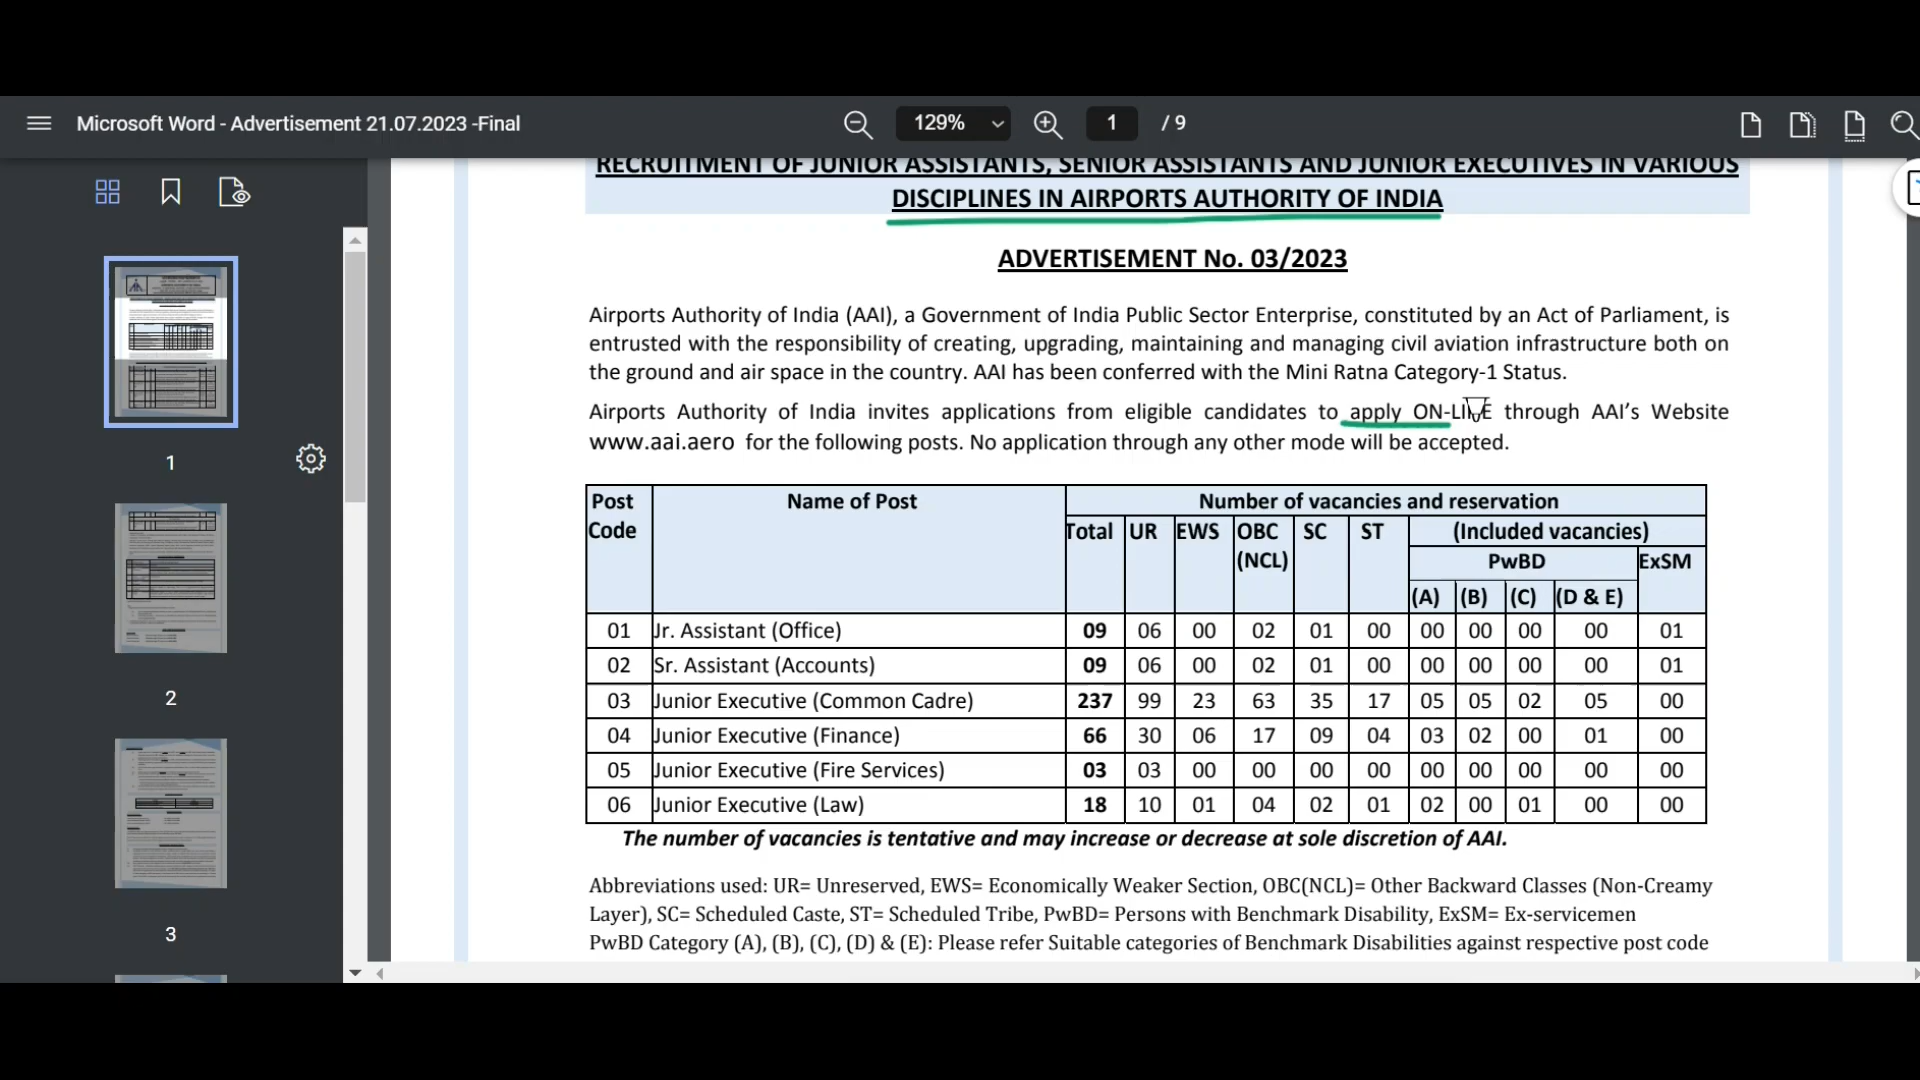 Microsoft Word - Advertisement 21.07.2023 -Final
129%
1 / 9
RECRUITMENT OF JUNIOR ASSISTANTS, SENIOR ASSISTANTS AND JUNIOR EXECUTIVES IN VARIOUS
DISCIPLINES IN AIRPORTS AUTHORITY OF INDIA
ADVERTISEMENT No. 03/2023
Airports Authority of India (AAI), a Government of India Public Sector Enterprise, constituted by an Act of Parliament, is
entrusted with the responsibility of creating, upgrading, maintaining and managing civil aviation infrastructure both on
the ground and air space in the country. AAI has been conferred with the Mini Ratna Category-1 Status.
Airports Authority of India invites applications from eligible candidates to apply ON-LINE through AAI's Website
www.aai.aero for the following posts. No application through any other mode will be accepted.
Post Code Name of Post Number of vacancies and reservation
Total UR EWS OBC (NCL) SC ST (Included vacancies)
PwBD ExSM
(A) (B) (C) (D & E)
01 Jr. Assistant (Office) 09 06 00 02 01 00 00 00 00 00 01
02 Sr. Assistant (Accounts) 09 06 00 02 01 00 00 00 00 00 01
03 Junior Executive (Common Cadre) 237 99 23 63 35 17 05 05 02 05 00
04 Junior Executive (Finance) 66 30 06 17 09 04 03 02 00 01 00
05 Junior Executive (Fire Services) 03 03 00 00 00 00 00 00 00 00 00
06 Junior Executive (Law) 18 10 01 04 02 01 02 00 01 00 00
The number of vacancies is tentative and may increase or decrease at sole discretion of AAI.
Abbreviations used: UR= Unreserved, EWS= Economically Weaker Section, OBC(NCL)= Other Backward Classes (Non-Creamy
Layer), SC= Scheduled Caste, ST= Scheduled Tribe, PwBD= Persons with Benchmark Disability, ExSM= Ex-servicemen
PwBD Category (A), (B), (C), (D) & (E): Please refer Suitable categories of Benchmark Disabilities against respective post code
1
2
3